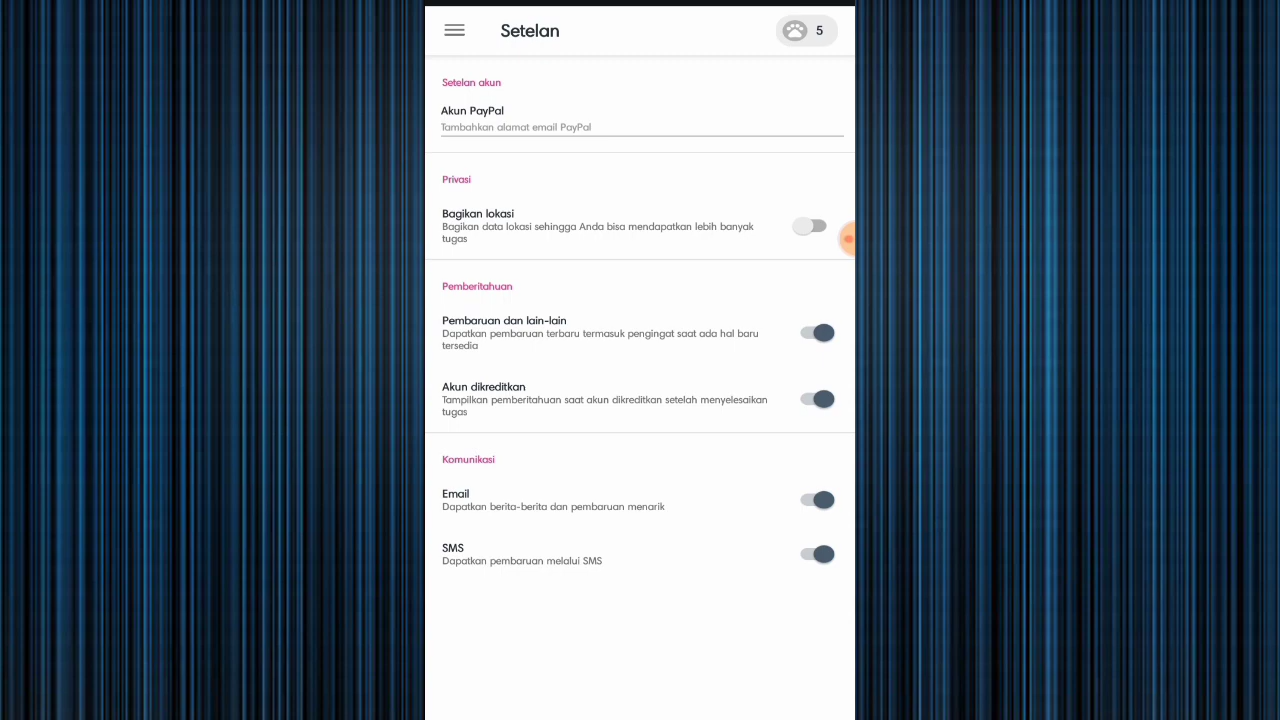 Setelan
5
Setelan akun
Akun PayPal
Tambahkan alamat email PayPal
Privasi
Bagikan lokasi
Bagikan data lokasi sehingga Anda bisa mendapatkan lebih banyak
tugas
Pemberitahuan
Pembaruan dan lain-lain
Dapatkan pembaruan terbaru termasuk pengingat saat ada hal baru
tersedia
Akun dikreditkan
Tampilkan pemberitahuan saat akun dikreditkan setelah menyelesaikan
tugas
Komunikasi
Email
Dapatkan berita-berita dan pembaruan menarik
SMS
Dapatkan pembaruan melalui SMS